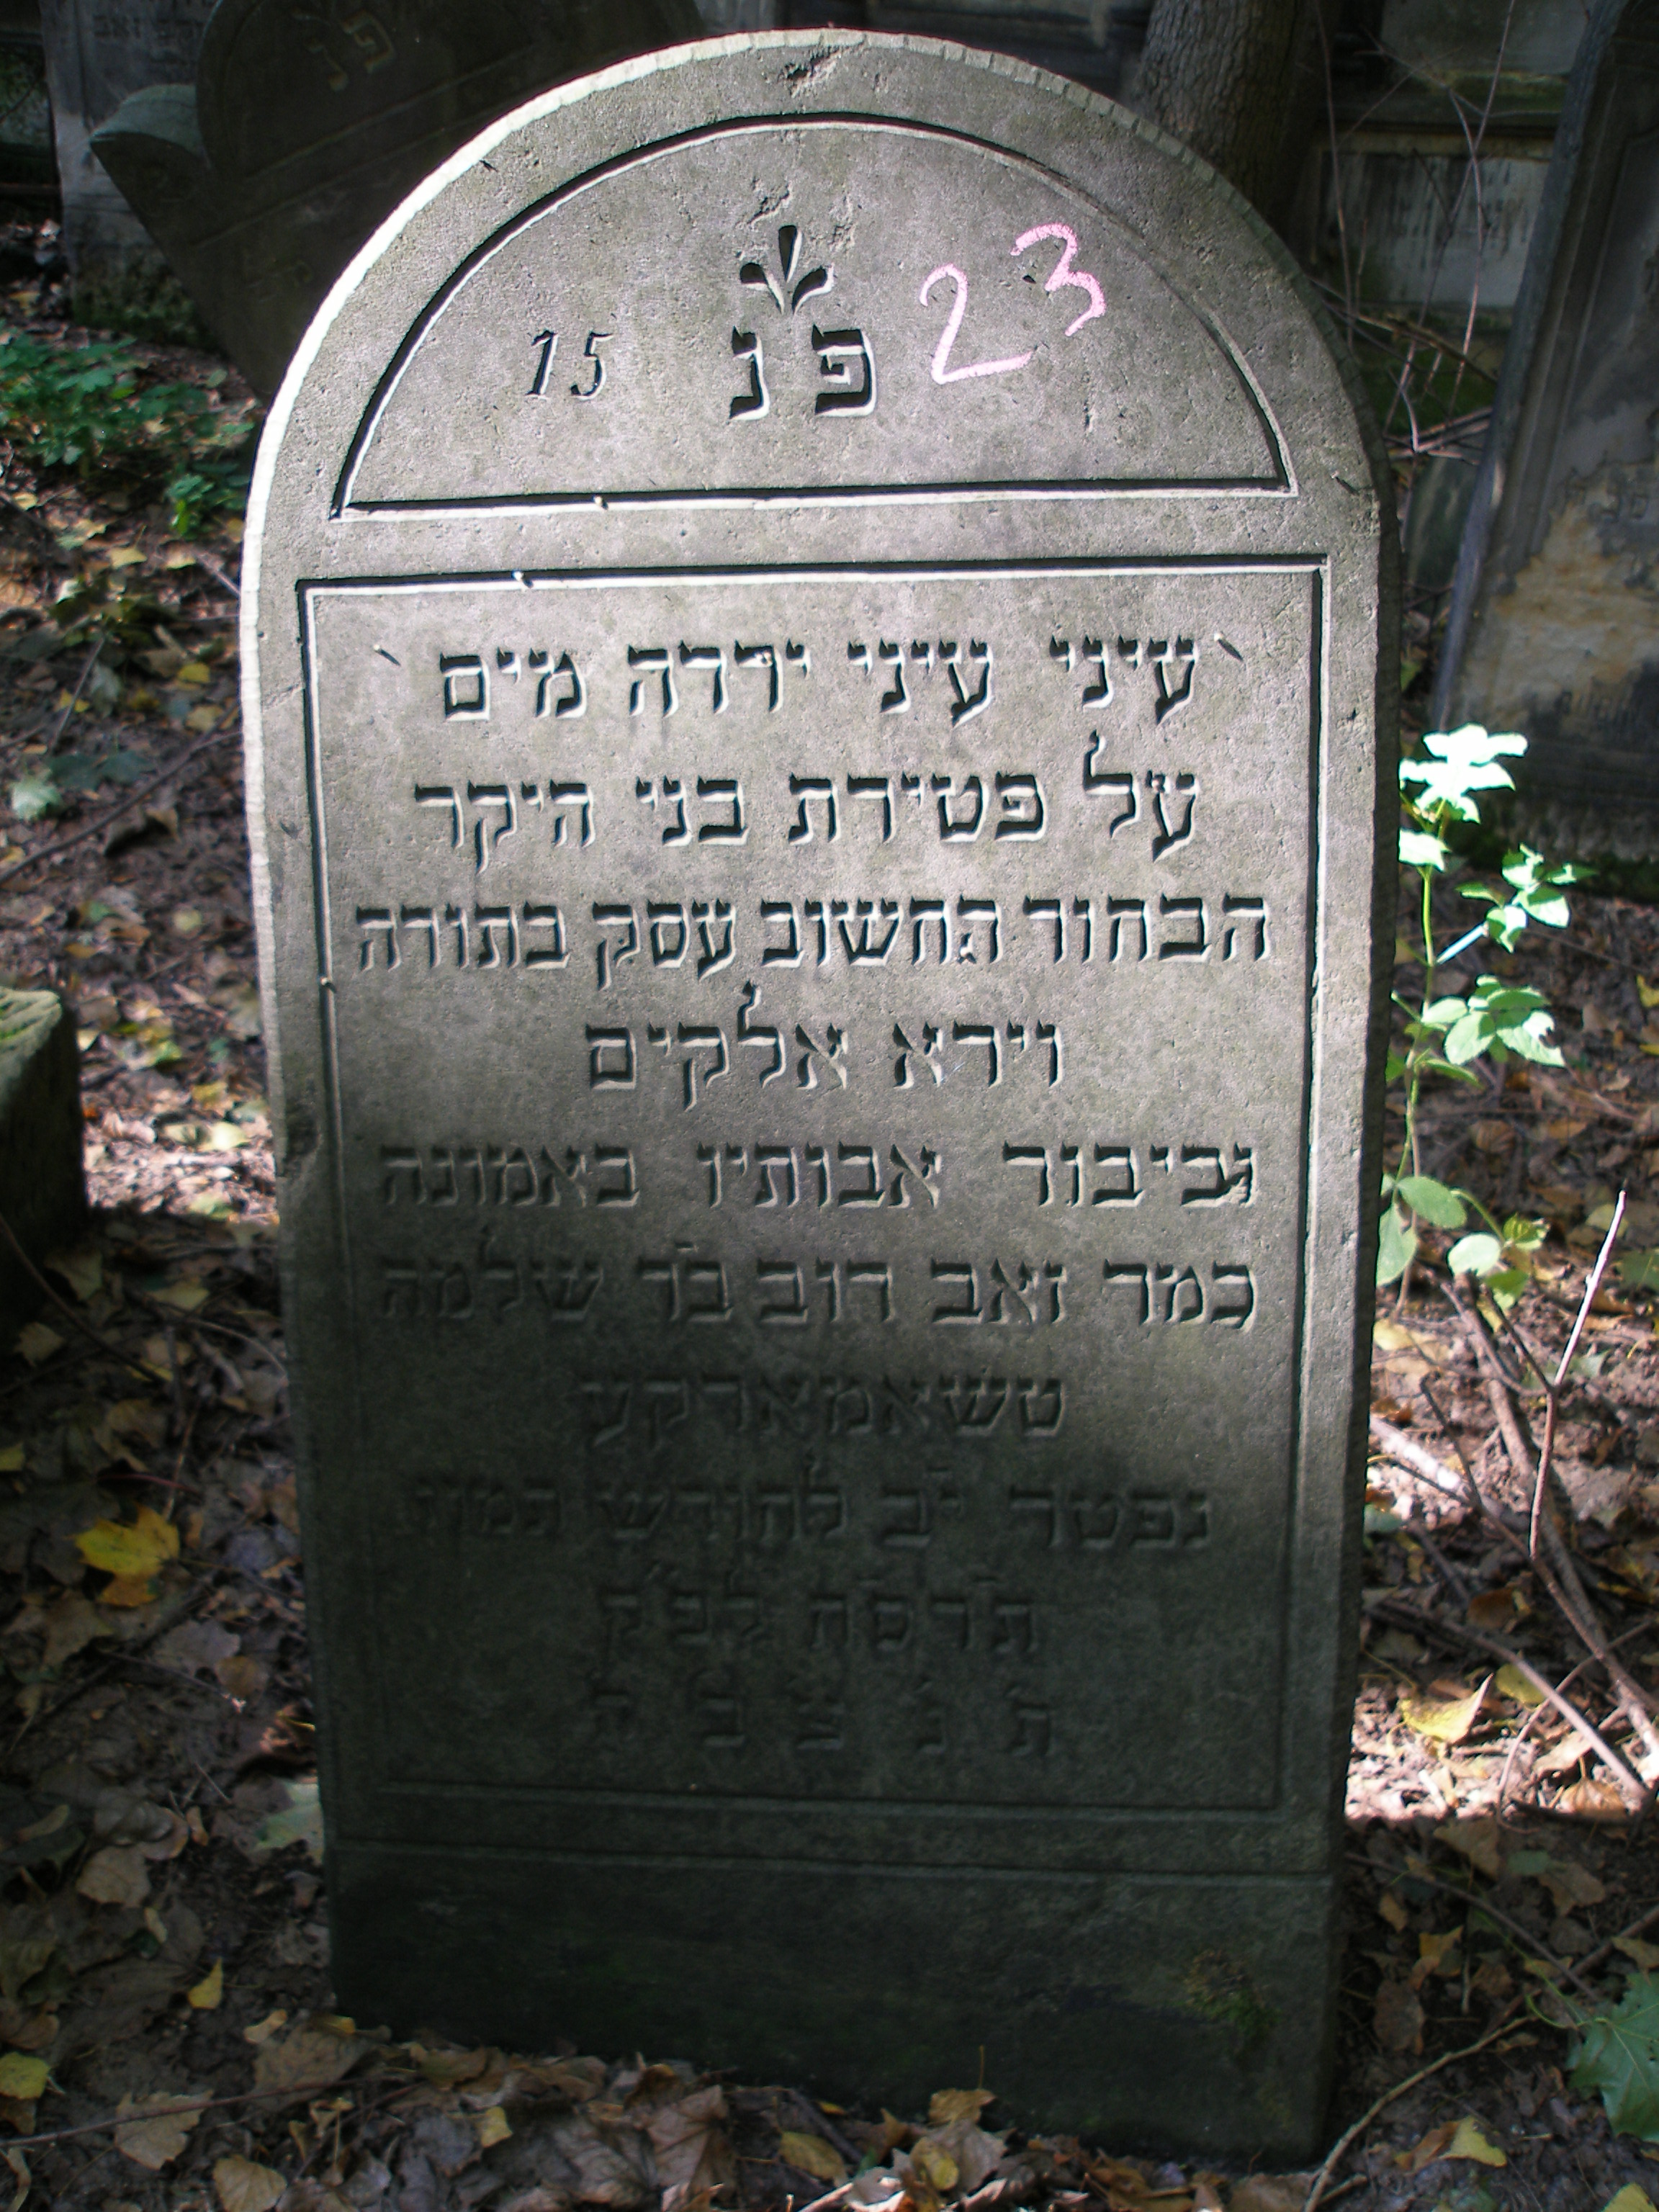 15 פ נ 23
עיני עיני ירדה מים
על פטירת בני היקר
הבחור החשוב עסק בתורה
וירא אלקים
וכיבוד אבותיו באמונה
כמר זאב דוב בר שלמה
טשאמארקע
נפטר יב לחודש תמוז
תרסח לפק
ת נ צ ב ה